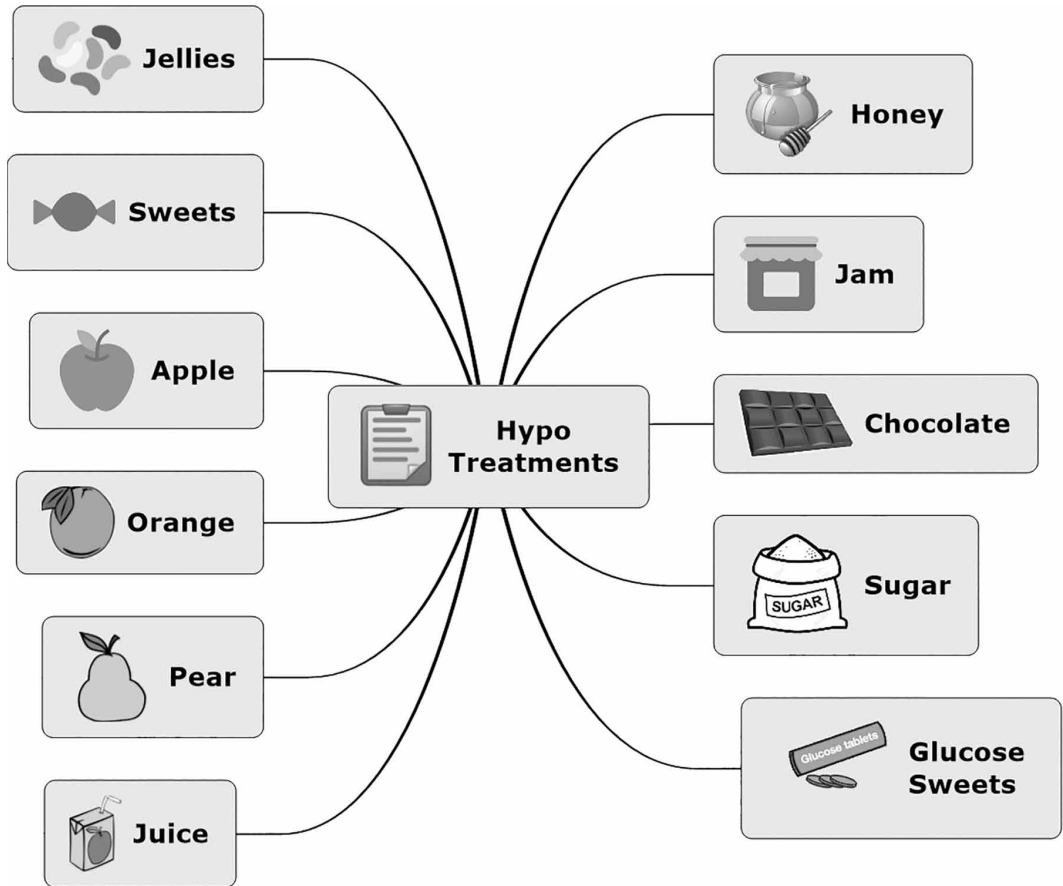 Jellies
Sweets
Apple
Orange
Pear
Juice
Hypo
Treatments
Honey
Jam
Chocolate
SUGAR
Sugar
Glucose tablets
Glucose
Sweets